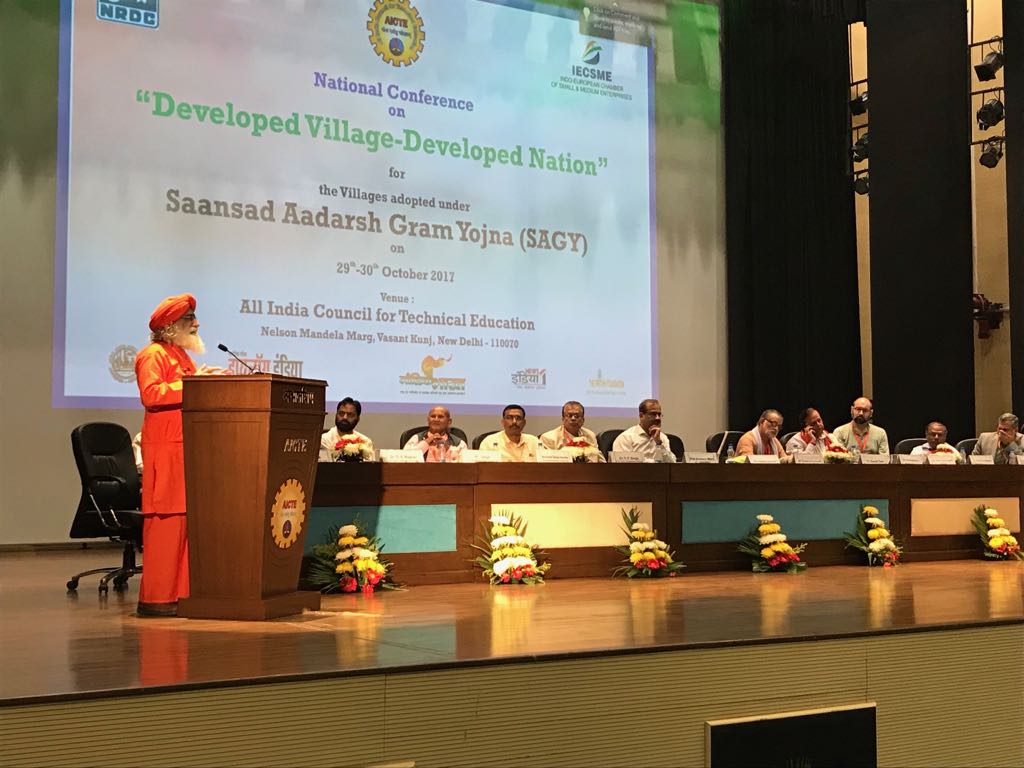 NRDC
AICTE
IECSME
INDO-EUROPEAN CHAMBER
OF SMALL & MEDIUM ENTERPRISES
National Conference
on
“Developed Village-Developed Nation”
for
the Villages adopted under
Saansad Aadarsh Gram Yojna (SAGY)
on
29th-30th October 2017
Venue :
All India Council for Technical Education
Nelson Mandela Marg, Vasant Kunj, New Delhi - 110070
इंडिया
AICTE
AICTE